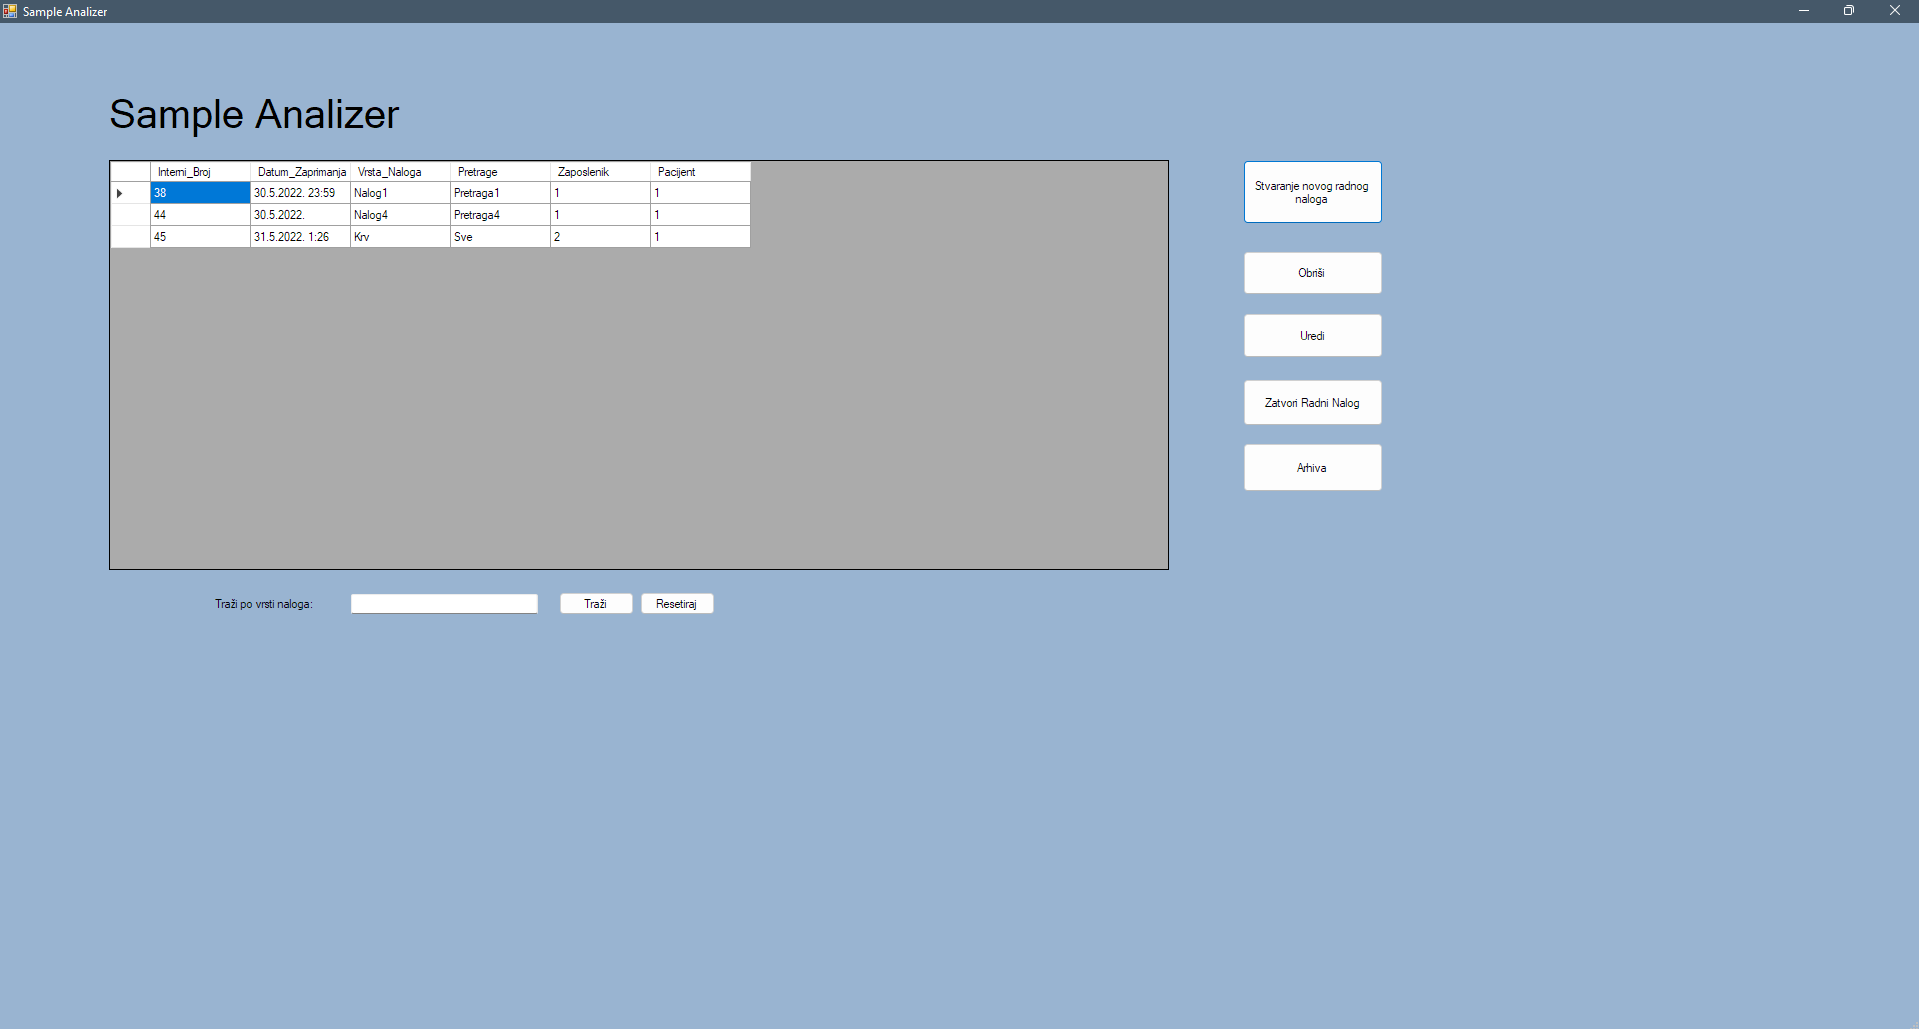 Sample Analizer
Sample Analizer
Interni_Broj Datum_Zaprimanja Vrsta_Naloga Pretrage Zaposlenik Pacijent
38 30.5.2022. 23:59 Nalog1 Pretraga1 1 1
44 30.5.2022. Nalog4 Pretraga4 1 1
45 31.5.2022. 1:26 Krv Sve 2 1
Stvaranje novog radnog
naloga
Obriši
Uredi
Zatvori Radni Nalog
Arhiva
Traži po vrsti naloga: Traži Resetiraj